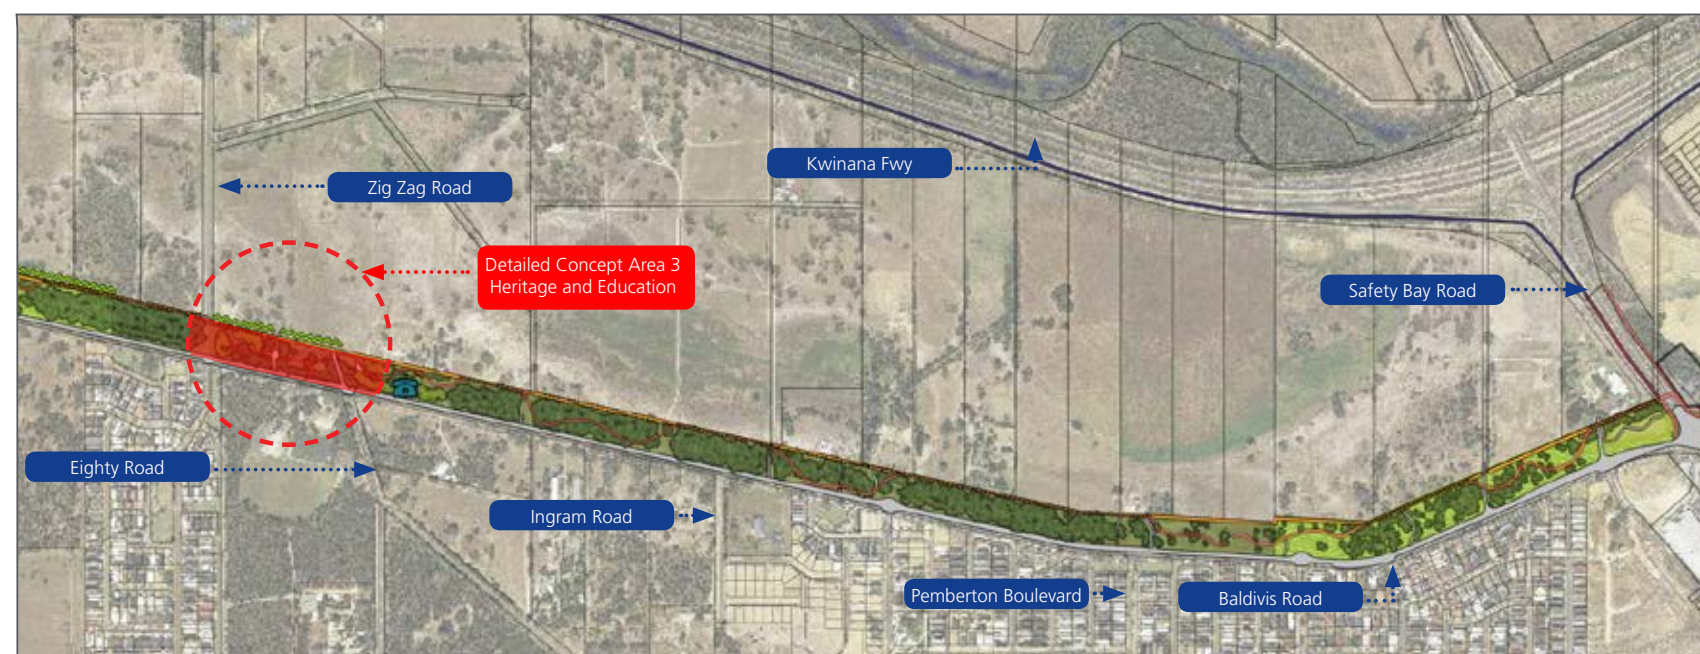 Kwinana Fwy
Zig Zag Road
Detailed Concept Area 3
Heritage and Education
Safety Bay Road
Eighty Road
Ingram Road
Pemberton Boulevard
Baldivis Road